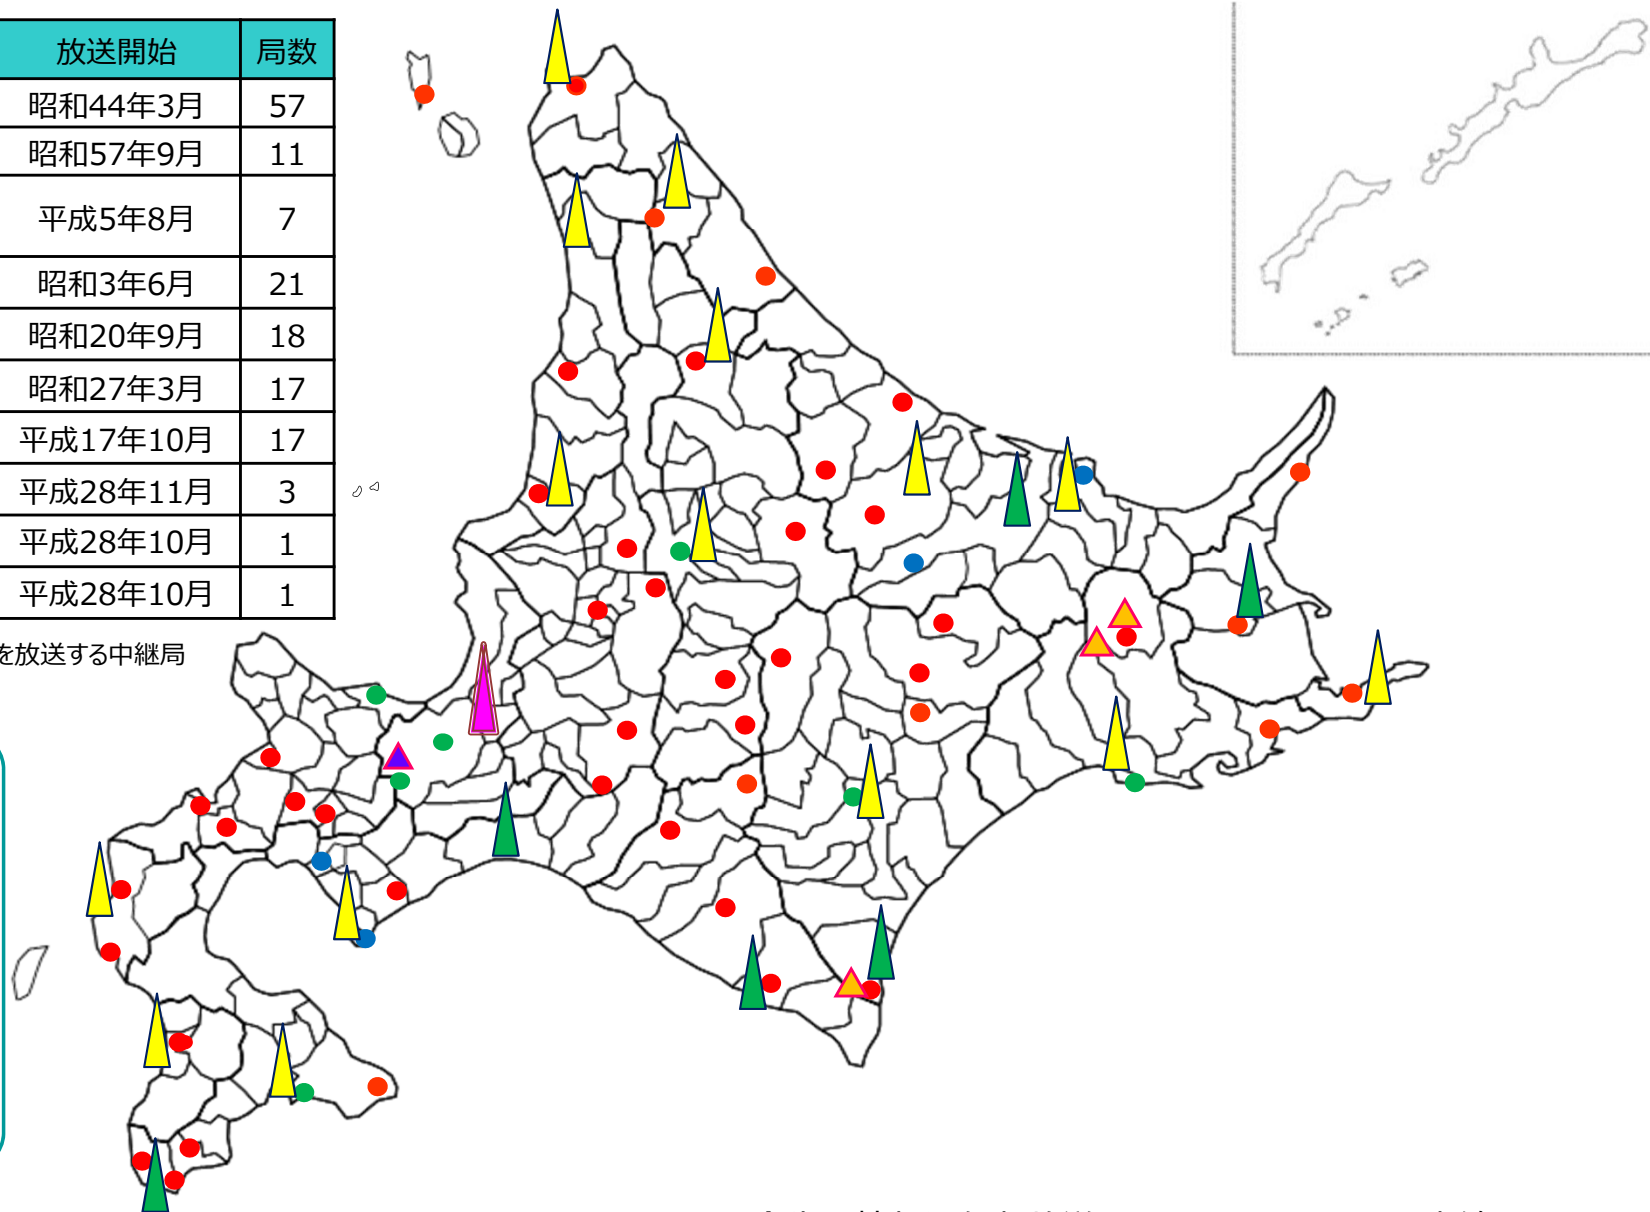 放送開始 局数
昭和44年3月 57
昭和57年9月 11
平成5年8月 7
昭和3年6月 21
昭和20年9月 18
昭和27年3月 17
平成17年10月 17
平成28年11月 3
平成28年10月 1
平成28年10月 1
を放送する中継局